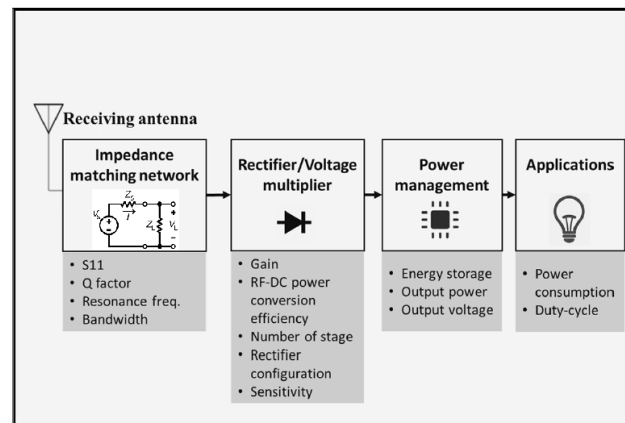 Receiving antenna
Impedance
matching network
Z
V
I
Z
V
+
+
−
−
• S11
• Q factor
• Resonance freq.
• Bandwidth
Rectifier/Voltage
multiplier
• Gain
• RF-DC power
conversion
efficiency
• Number of stage
• Rectifier
configuration
• Sensitivity
Power
management
• Energy storage
• Output power
• Output voltage
Applications
• Power
consumption
• Duty-cycle